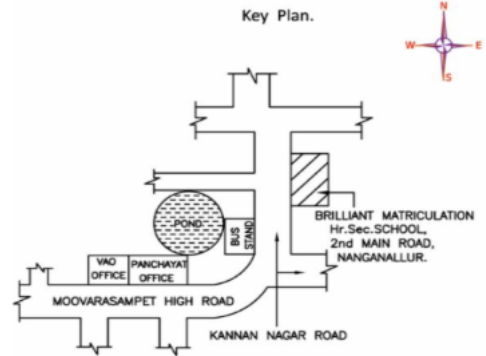 Key Plan.
N
W
E
S
POND
BUS
STAND
BRILLIANT MATRICULATION
Hr.Sec.SCHOOL,
2nd MAIN ROAD,
NANGANALLUR.
VAO
OFFICE
PANCHAYAT
OFFICE
MOOVARASAMPET HIGH ROAD
KANNAN NAGAR ROAD